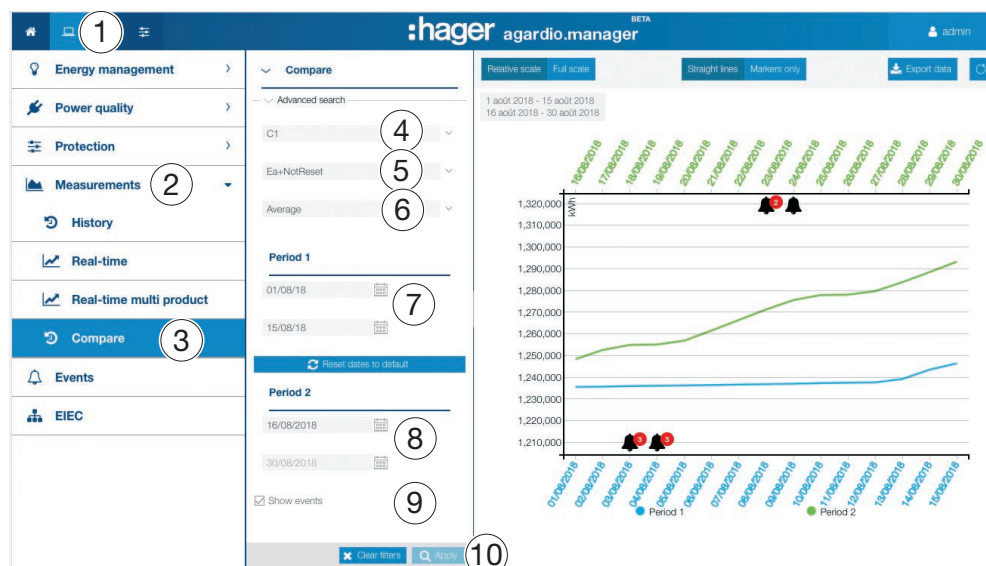 1
:hager agardio.manager
BETA
admin
Energy management
Power quality
Protection
Measurements 2
History
Real-time
Real-time multi product
Compare 3
Events
EIEC
Compare
Advanced search
C1 4
Ea+NotReset 5
Average 6
Period 1
01/08/18
7
15/08/18
Reset dates to default
Period 2
16/08/2018
8
30/08/2018
Show events 9
Clear filters Apply 10
Relative scale Full scale Straight lines Markers only Export data
1 août 2018 - 15 août 2018
16 août 2018 - 30 août 2018
16/08/2018 17/08/2018 18/08/2018 19/08/2018 20/08/2018 21/08/2018 22/08/2018 23/08/2018 24/08/2018 25/08/2018 26/08/2018 27/08/2018 28/08/2018 29/08/2018 30/08/2018
kWh
1,320,000
2
1,310,000
1,300,000
1,290,000
1,280,000
1,270,000
1,260,000
1,250,000
1,240,000
1,230,000
1,220,000
1,210,000
3 3
01/08/2018 02/08/2018 03/08/2018 04/08/2018 05/08/2018 06/08/2018 07/08/2018 08/08/2018 09/08/2018 10/08/2018 11/08/2018 12/08/2018 13/08/2018 14/08/2018 15/08/2018
Period 1 Period 2